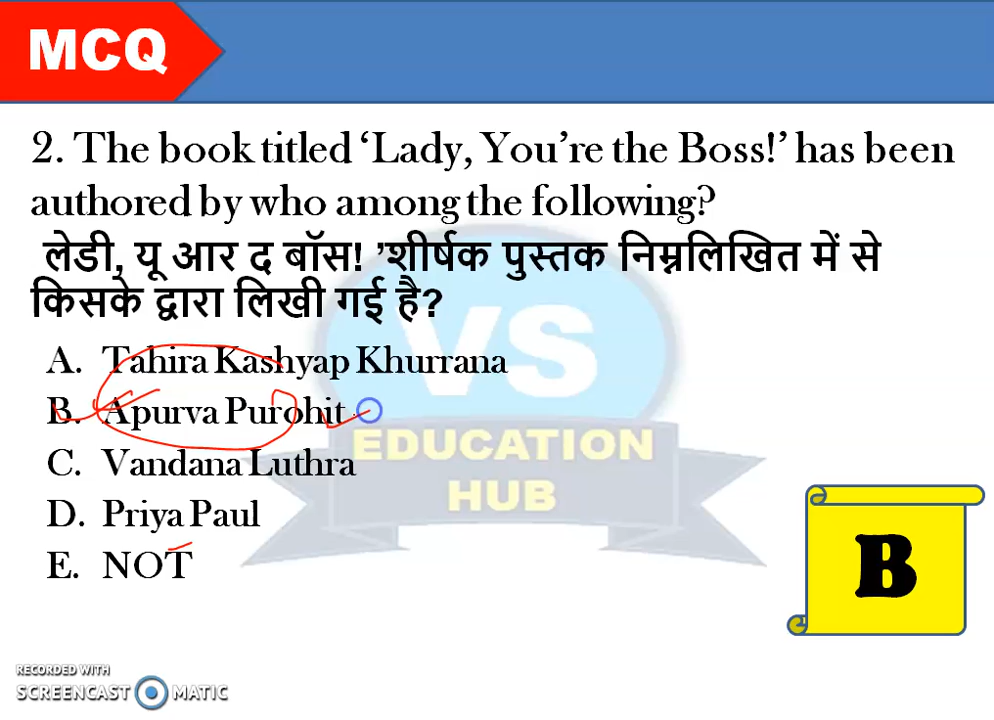 MCQ
2. The book titled ‘Lady, You’re the Boss!’ has been
authored by who among the following?
लेडी, यू आर द बॉस! ’शीर्षक पुस्तक निम्नलिखित में से
किसके द्वारा लिखी गई है?
A. Tahira Kashyap Khurrana
B. Apurva Purohit
C. Vandana Luthra
D. Priya Paul
E. NOT
VS
EDUCATION
HUB
B
RECORDED WITH
SCREENCAST MATIC